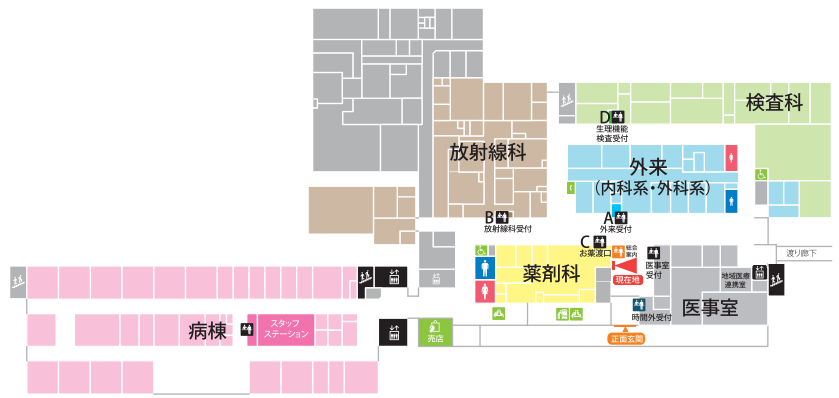 検査科
D
生理機能
検査受付
放射線科
外来
(内科系・外科系)
B
放射線科受付
A
外来受付
C
お薬渡口
総合
案内
医事室
受付
渡り廊下
薬剤科
現在地
地域医療
連携室
医事室
時間外受付
病棟
スタッフ
ステーション
売店
正面玄関